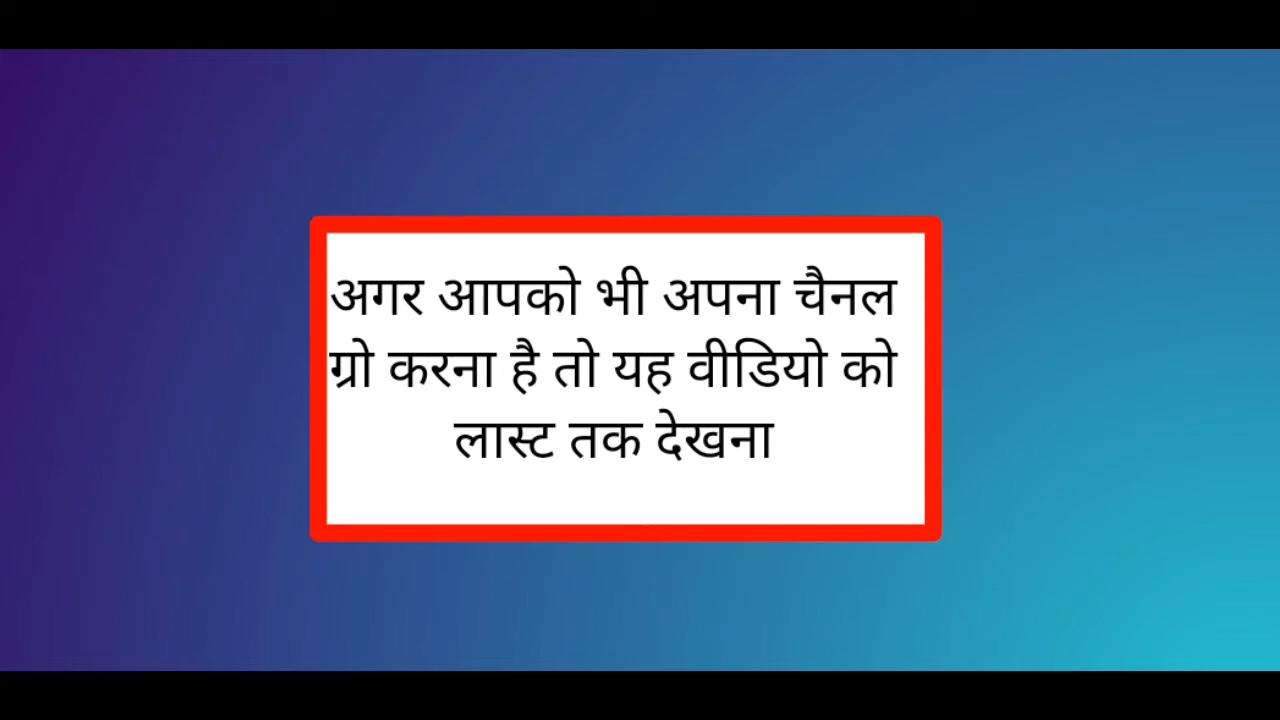 अगर आपको भी अपना चैनल
ग्रो करना है तो यह वीडियो को
लास्ट तक देखना